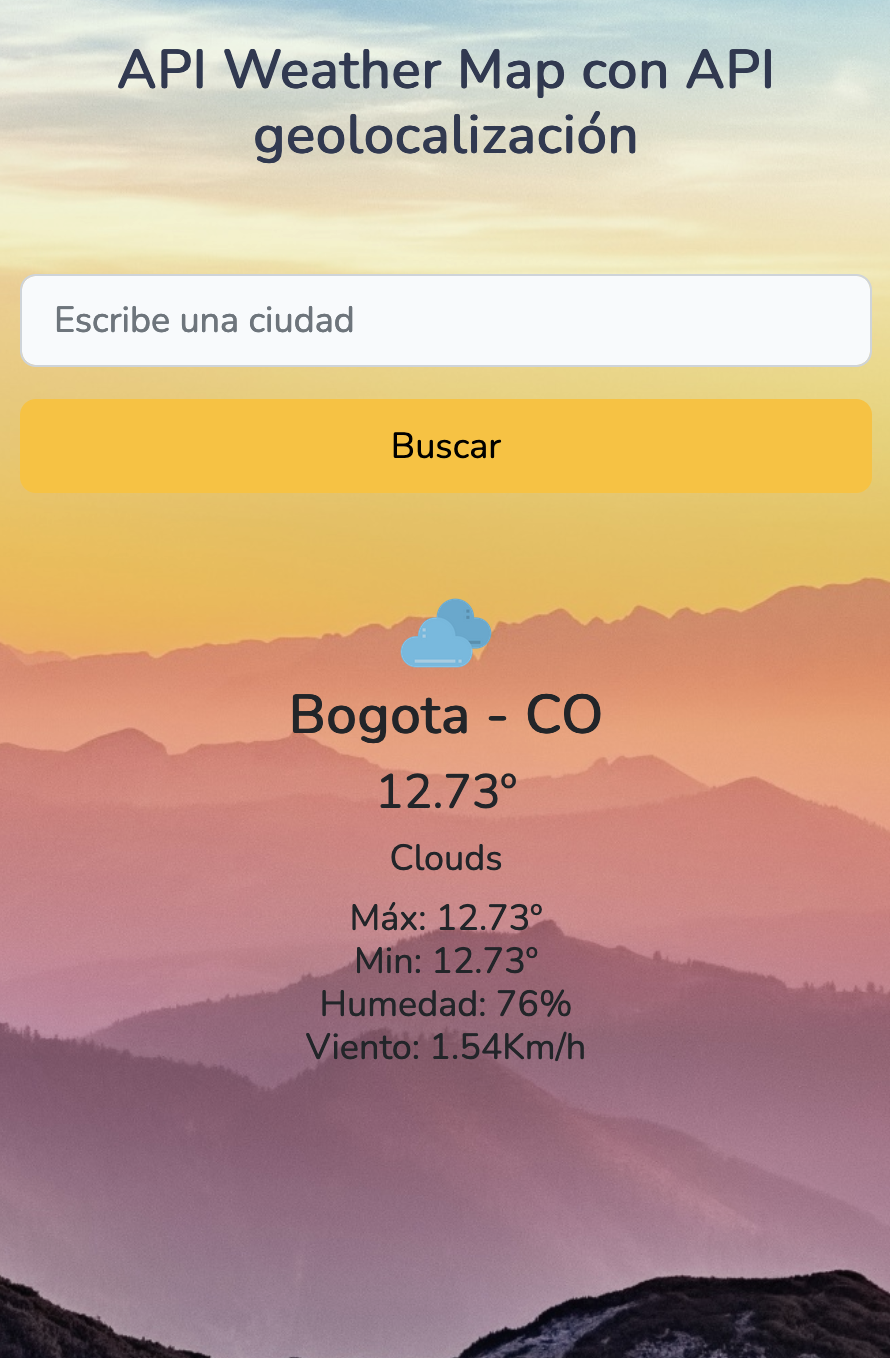 API Weather Map con API
geolocalización
Escribe una ciudad
Buscar
Bogota - CO
12.73º
Clouds
Máx: 12.73º
Min: 12.73º
Humedad: 76%
Viento: 1.54Km/h